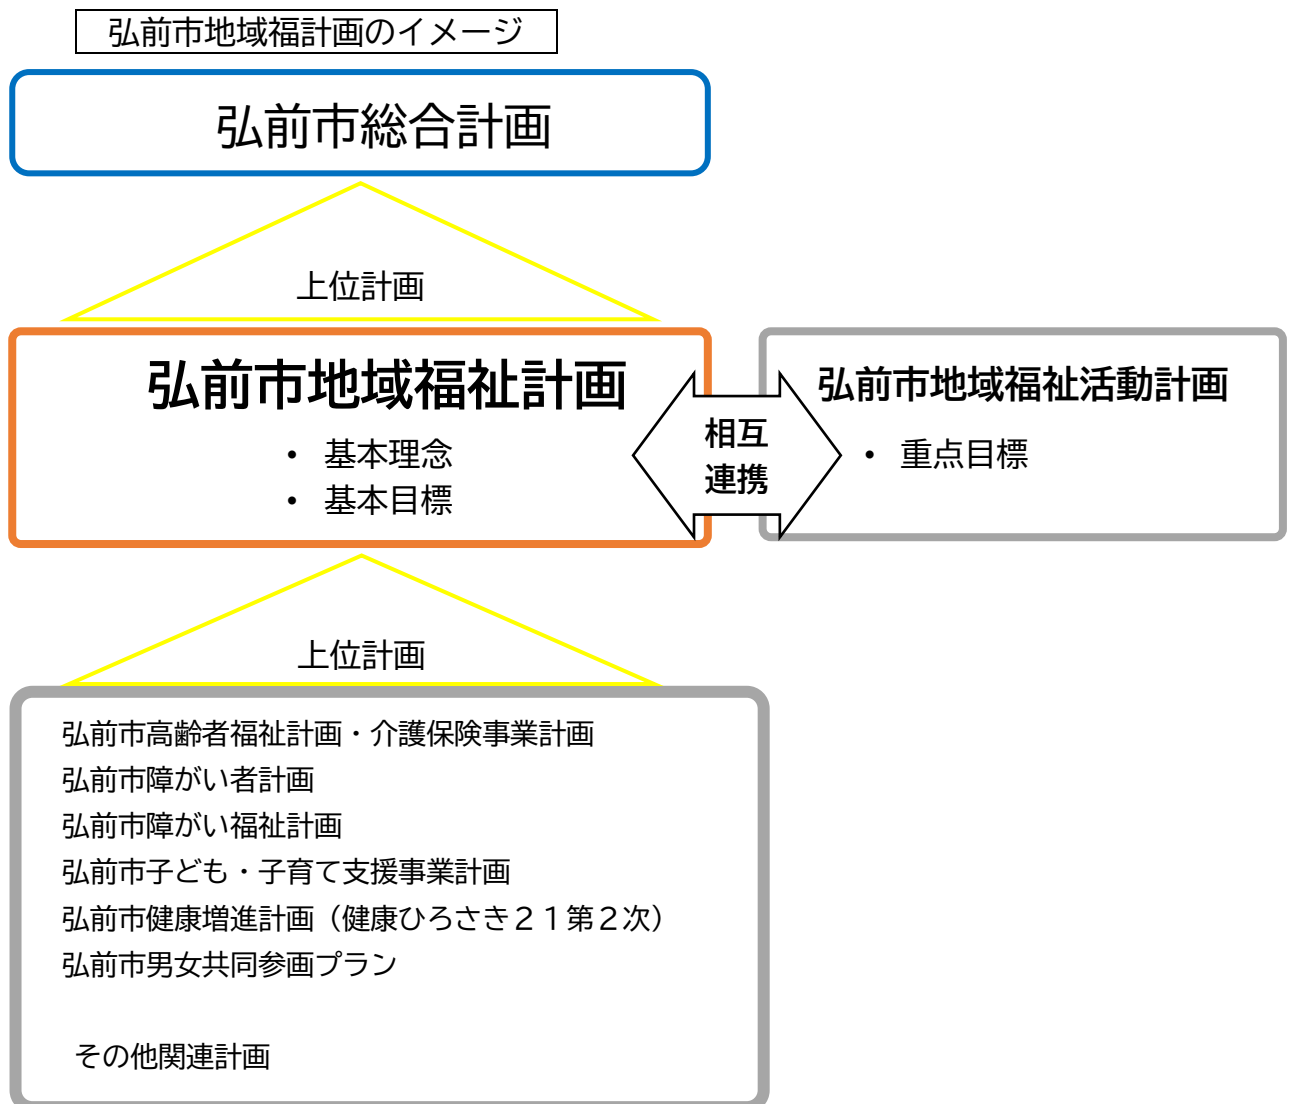 弘前市地域福計画のイメージ
弘前市総合計画
上位計画
弘前市地域福祉計画
• 基本理念
• 基本目標
相互
連携
弘前市地域福祉活動計画
• 重点目標
上位計画
弘前市高齢者福祉計画・介護保険事業計画
弘前市障がい者計画
弘前市障がい福祉計画
弘前市子ども・子育て支援事業計画
弘前市健康増進計画（健康ひろさき２１第２次）
弘前市男女共同参画プラン
その他関連計画